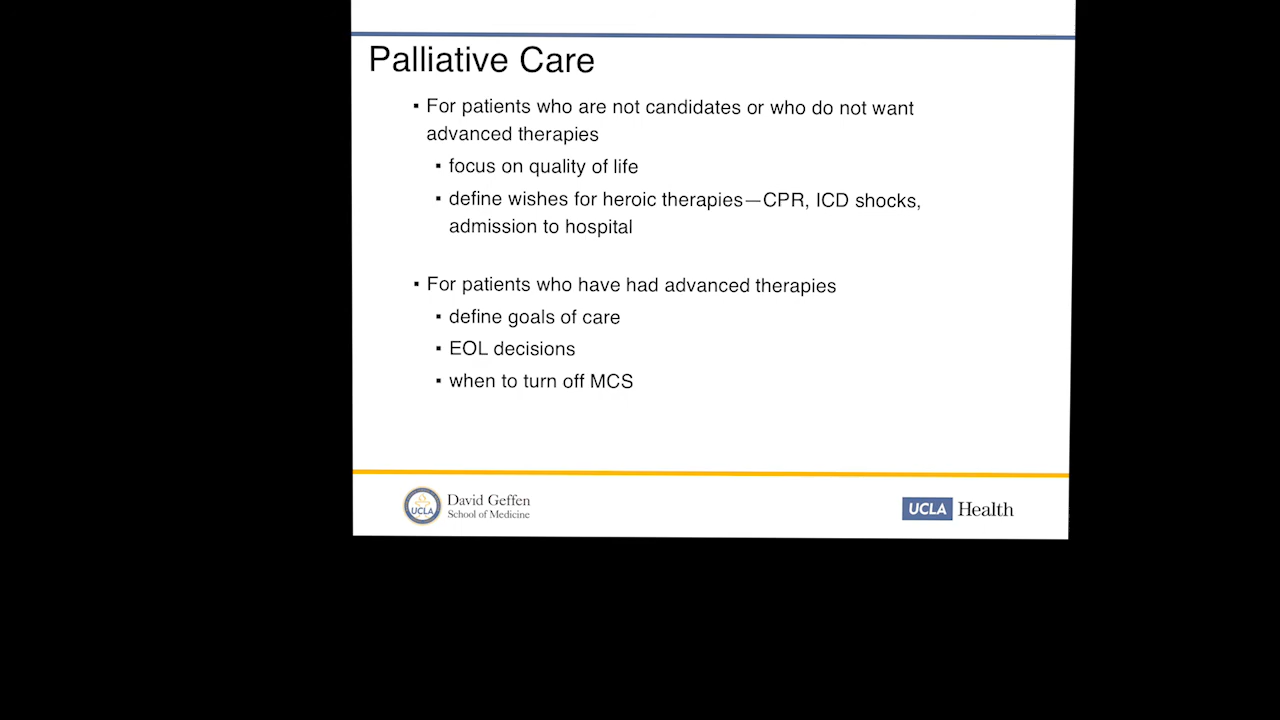 Palliative Care
▪ For patients who are not candidates or who do not want
advanced therapies
▪ focus on quality of life
▪ define wishes for heroic therapies—CPR, ICD shocks,
admission to hospital
▪ For patients who have had advanced therapies
▪ define goals of care
▪ EOL decisions
▪ when to turn off MCS
UCLA
David Geffen
School of Medicine
UCLA Health